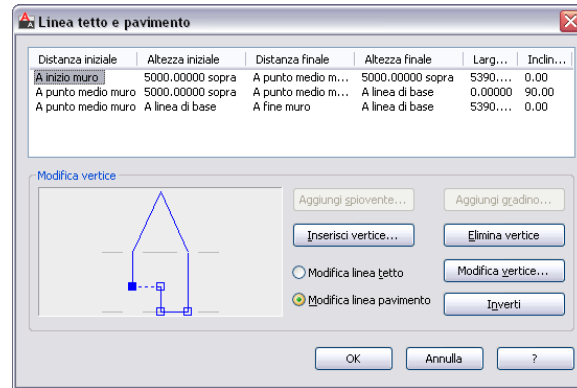 Linea tetto e pavimento
Distanza iniziale Altezza iniziale Distanza finale Altezza finale Larg... Inclin...
A inizio muro 5000.00000 sopra A punto medio m... 5000.00000 sopra 5390.... 0.00
A punto medio muro 5000.00000 sopra A punto medio m... A linea di base 0.00000 90.00
A punto medio muro A linea di base A fine muro A linea di base 5390.... 0.00
Modifica vertice
Aggiungi spiovente... Aggiungi gradino...
Inserisci vertice... Elimina vertice
Modifica linea tetto Modifica vertice...
Modifica linea pavimento Inverti
OK Annulla ?